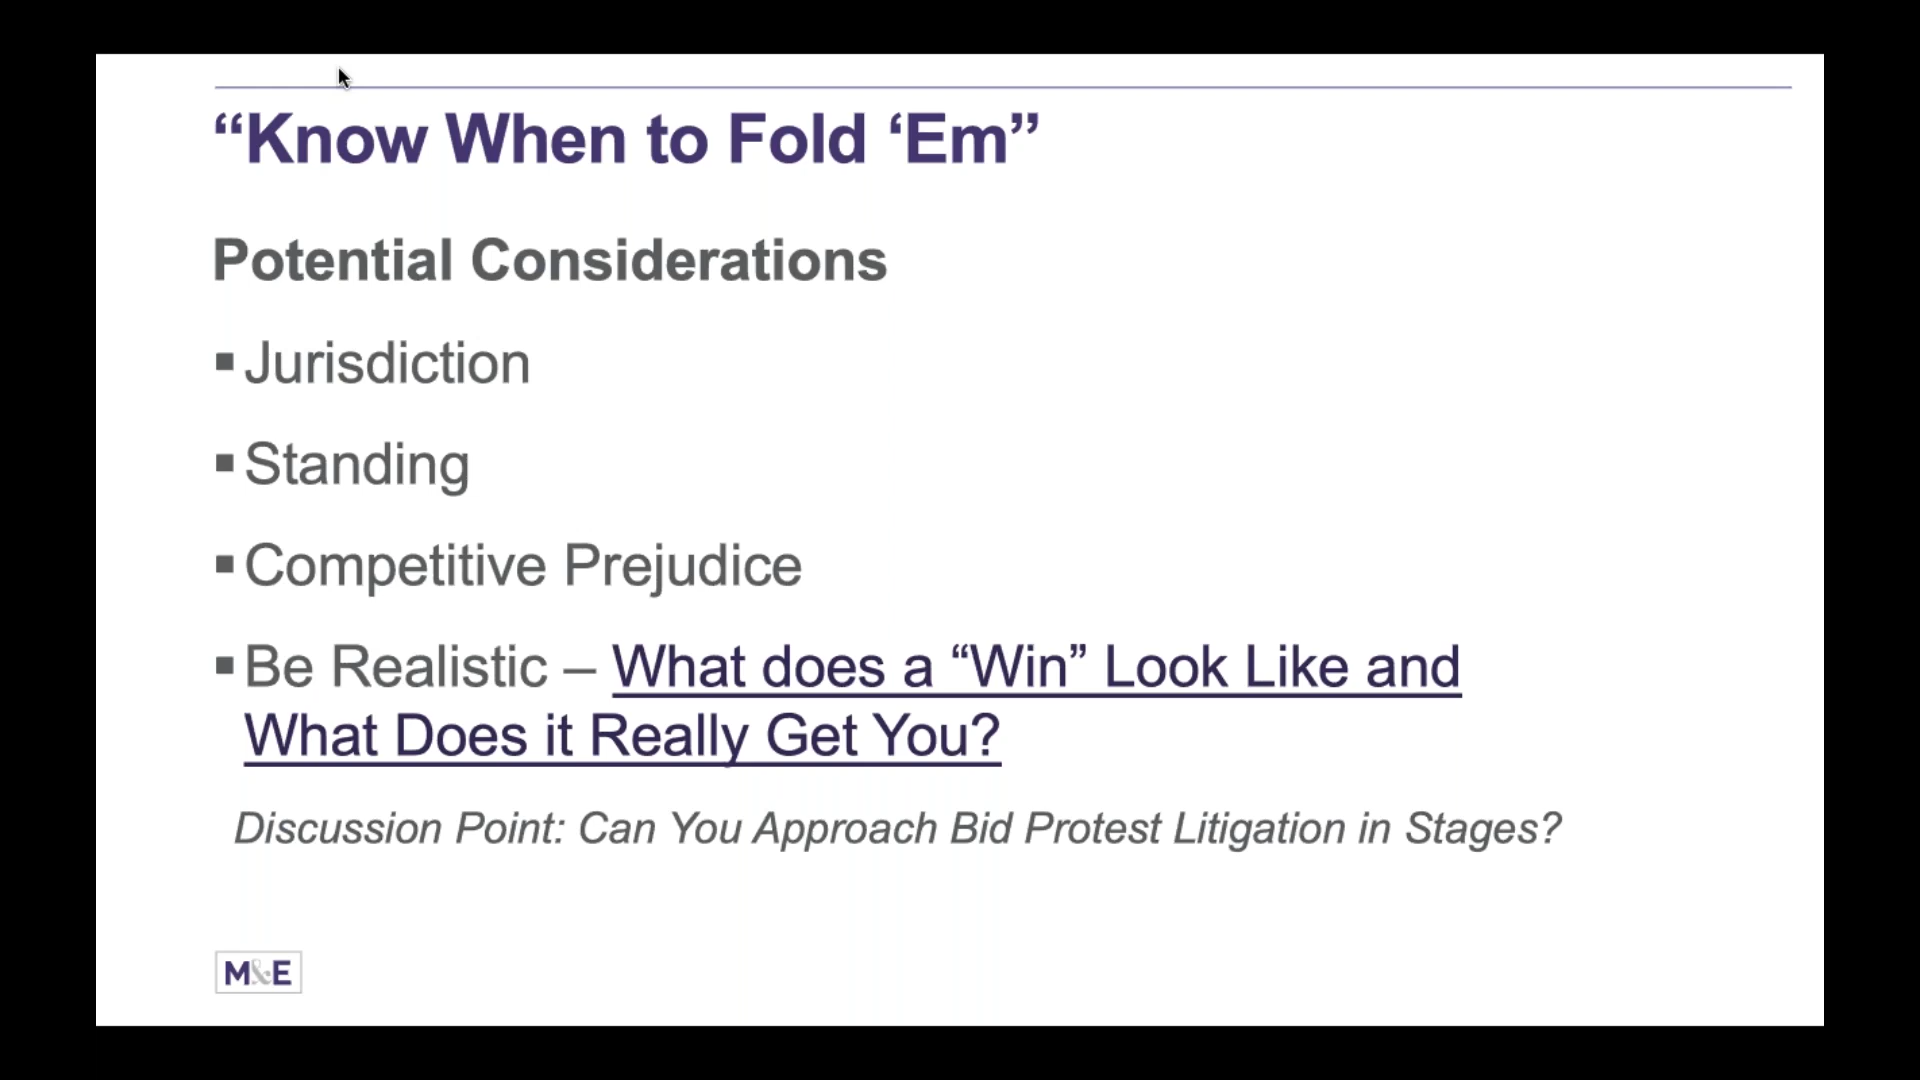 “Know When to Fold ‘Em”
Potential Considerations
▪ Jurisdiction
▪ Standing
▪ Competitive Prejudice
▪ Be Realistic – What does a “Win” Look Like and
What Does it Really Get You?
Discussion Point: Can You Approach Bid Protest Litigation in Stages?
M&E